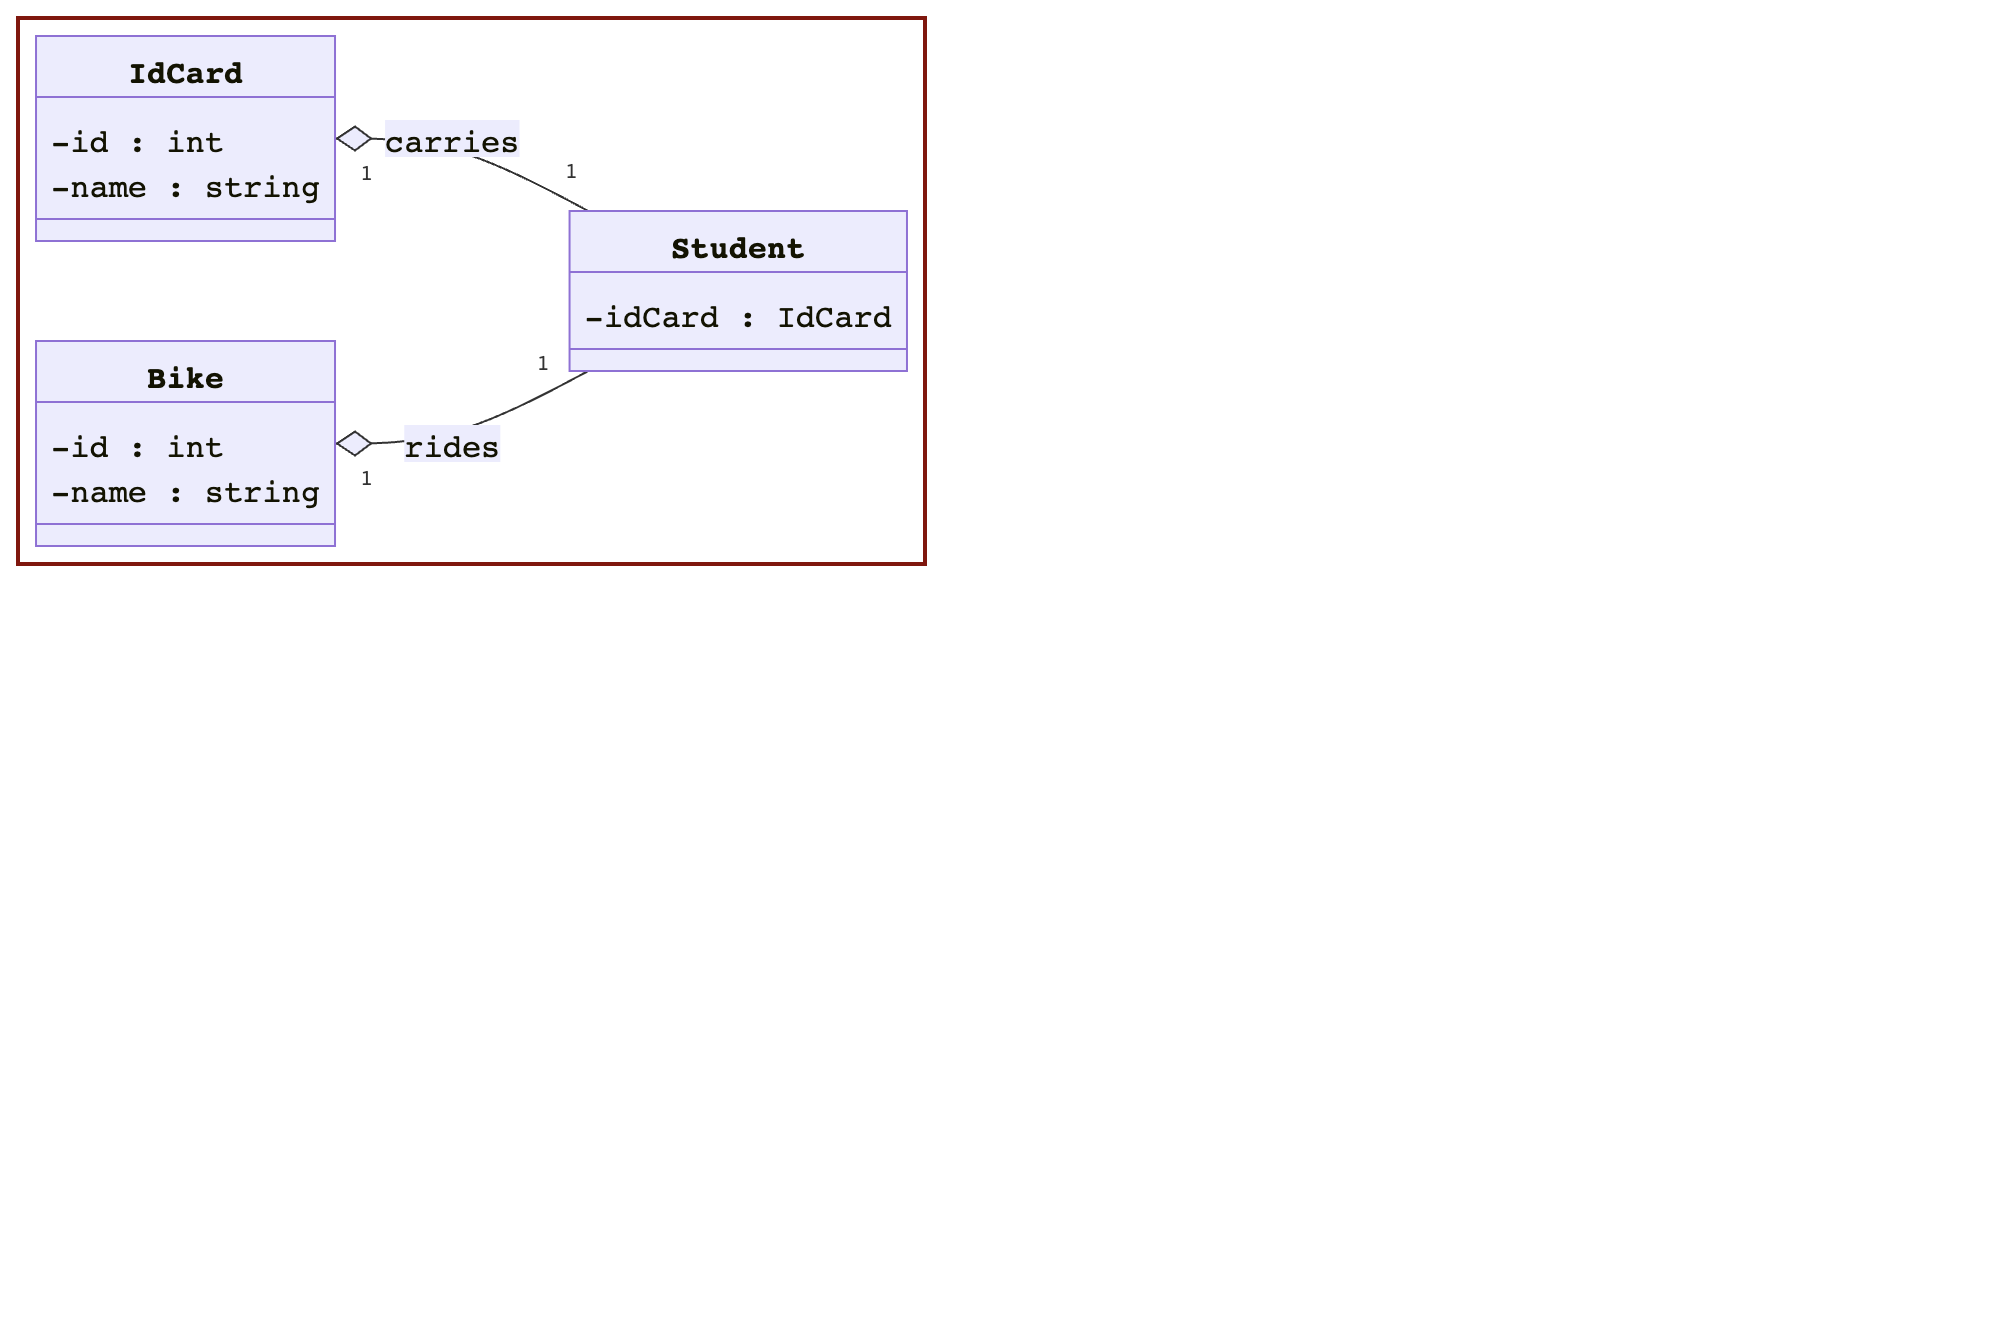 IdCard
-id : int
-name : string
carries
1
1
Student
-idCard : IdCard
Bike
-id : int
-name : string
rides
1
1